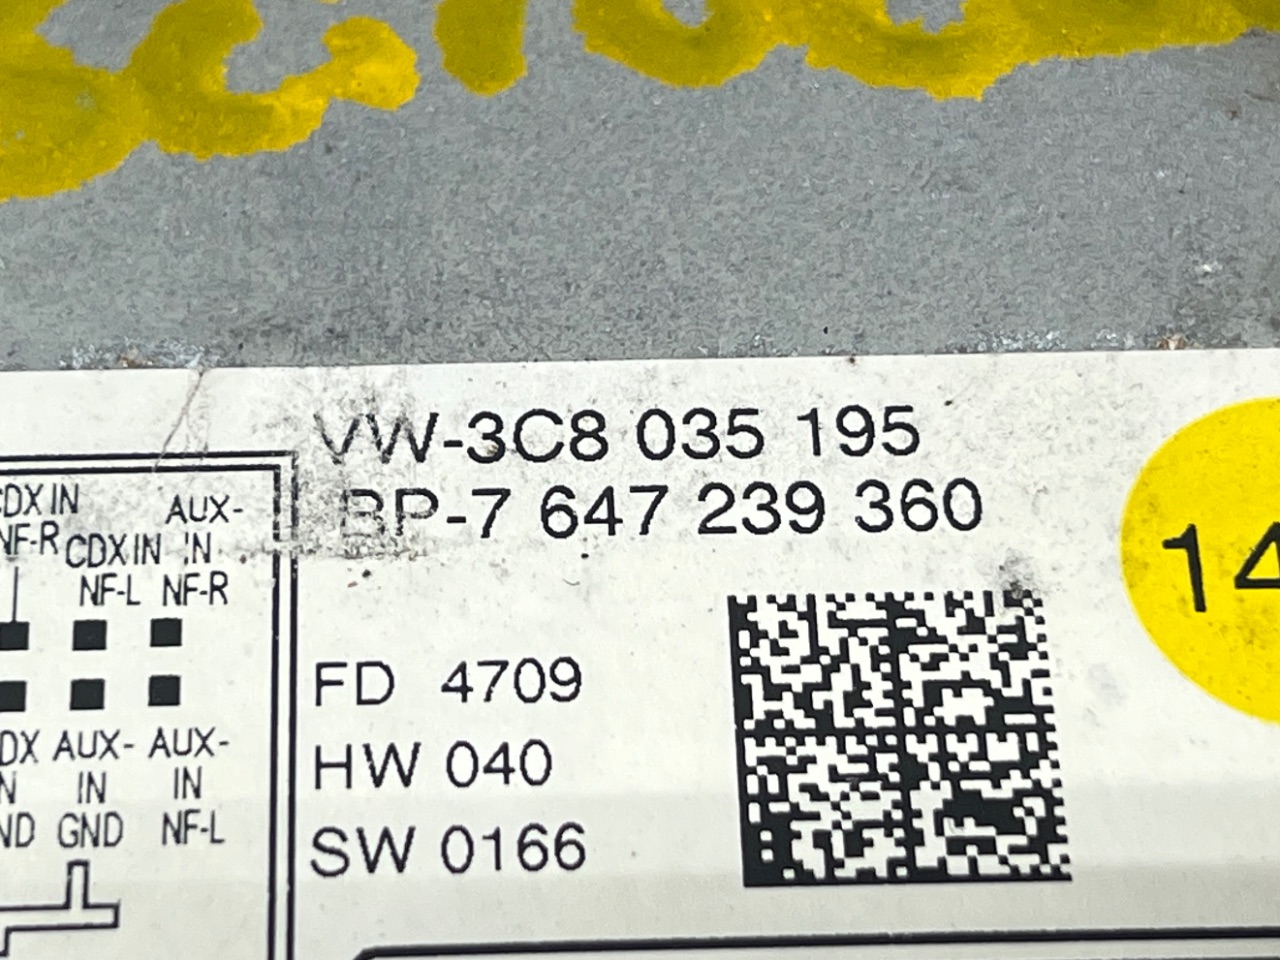 VW-3C8 035 195
BP-7 647 239 360
FD 4709
HW 040
SW 0166
14
CDX IN AUX-
NF-R CDX IN IN
NF-L NF-R
AUX- AUX-
IN IN
GND NF-L